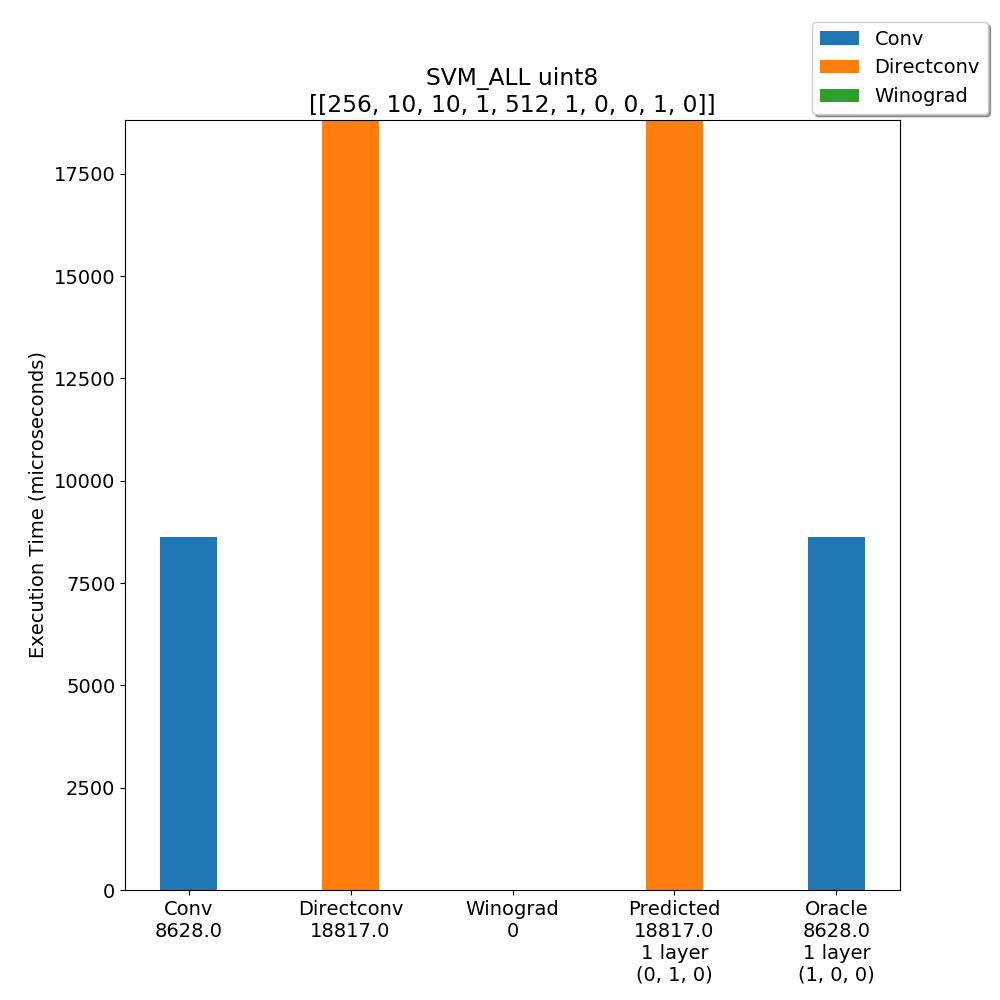 Conv
Directconv
Winograd
SVM_ALL uint8
[[256, 10, 10, 1, 512, 1, 0, 0, 1, 0]]
Execution Time (microseconds)
17500
15000
12500
10000
7500
5000
2500
0
Conv
8628.0
Directconv
18817.0
Winograd
0
Predicted
18817.0
1 layer
(0, 1, 0)
Oracle
8628.0
1 layer
(1, 0, 0)